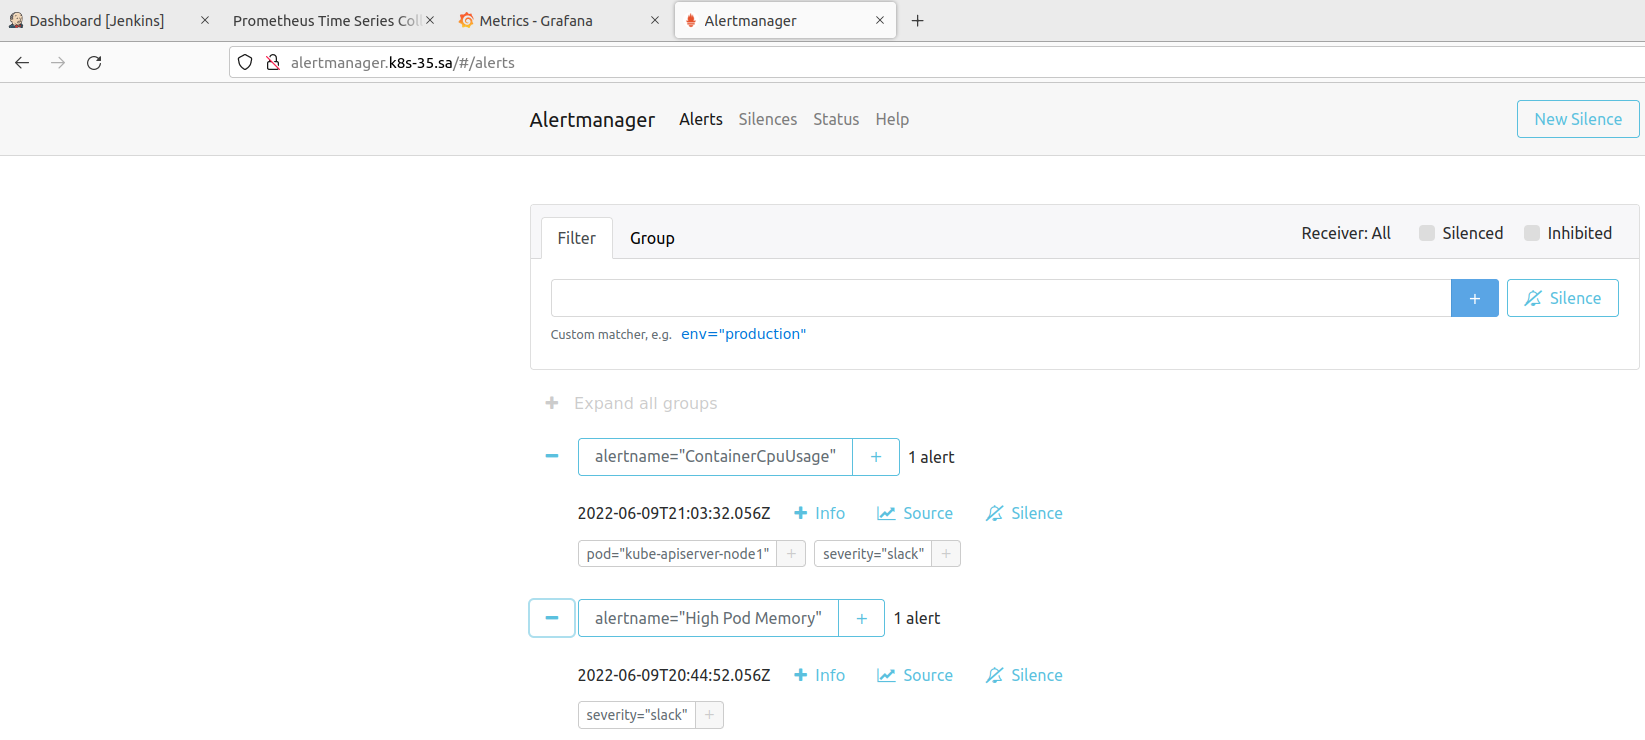 Dashboard [Jenkins] × Prometheus Time Series Coll × Metrics - Grafana × Alertmanager × +
alertmanager.k8s-35.sa/#/alerts
Alertmanager Alerts Silences Status Help New Silence
Filter Group Receiver: All Silenced Inhibited
+ Silence
Custom matcher, e.g. env="production"
+ Expand all groups
− alertname="ContainerCpuUsage" + 1 alert
2022-06-09T21:03:32.056Z + Info Source Silence
pod="kube-apiserver-node1" + severity="slack" +
− alertname="High Pod Memory" + 1 alert
2022-06-09T20:44:52.056Z + Info Source Silence
severity="slack" +